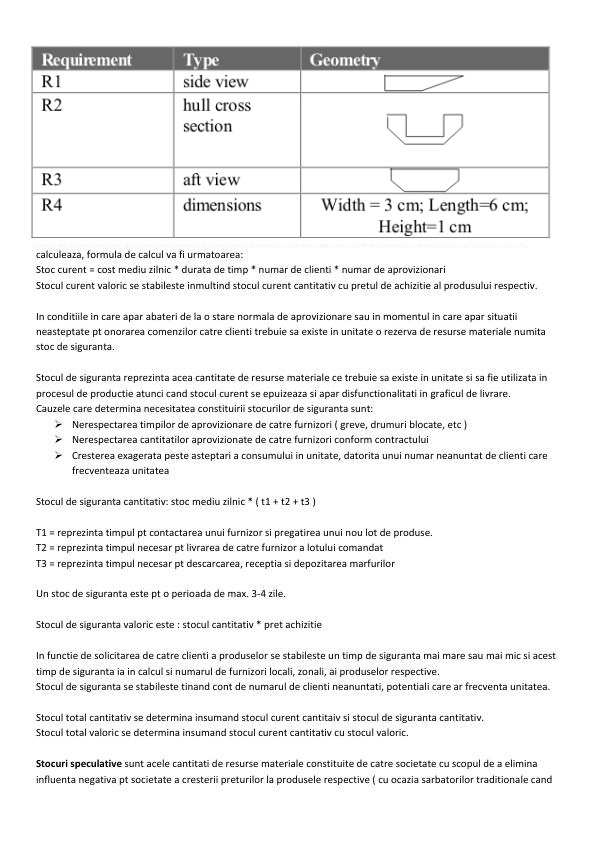 Requirement Type Geometry
R1 side view
R2 hull cross
section
R3 aft view
R4 dimensions Width = 3 cm; Length=6 cm;
Height=1 cm
calculeaza, formula de calcul va fi urmatoarea:
Stoc curent = cost mediu zilnic * durata de timp * numar de clienti * numar de aprovizionari
Stocul curent valoric se stabileste inmultind stocul curent cantitativ cu pretul de achizitie al produsului respectiv.
In conditiile in care apar abateri de la o stare normala de aprovizionare sau in momentul in care apar situatii
neasteptate pt onorarea comenzilor catre clienti trebuie sa existe in unitate o rezerva de resurse materiale numita
stoc de siguranta.
Stocul de siguranta reprezinta acea cantitate de resurse materiale ce trebuie sa existe in unitate si sa fie utilizata in
procesul de productie atunci cand stocul curent se epuizeaza si apar disfunctionalitati in graficul de livrare.
Cauzele care determina necesitatea constituirii stocurilor de siguranta sunt:
➢ Nerespectarea timpilor de aprovizionare de catre furnizori ( greve, drumuri blocate, etc )
➢ Nerespectarea cantitatilor aprovizionate de catre furnizori conform contractului
➢ Cresterea exagerata peste asteptari a consumului in unitate, datorita unui numar neanuntat de clienti care
frecventeaza unitatea
Stocul de siguranta cantitativ: stoc mediu zilnic * ( t1 + t2 + t3 )
T1 = reprezinta timpul pt contactarea unui furnizor si pregatirea unui nou lot de produse.
T2 = reprezinta timpul necesar pt livrarea de catre furnizor a lotului comandat
T3 = reprezinta timpul necesar pt descarcarea, receptia si depozitarea marfurilor
Un stoc de siguranta este pt o perioada de max. 3-4 zile.
Stocul de siguranta valoric este : stocul cantitativ * pret achizitie
In functie de solicitarea de catre clienti a produselor se stabileste un timp de siguranta mai mare sau mai mic si acest
timp de siguranta ia in calcul si numarul de furnizori locali, zonali, ai produselor respective.
Stocul de siguranta se stabileste tinand cont de numarul de clienti neanuntati, potentiali care ar frecventa unitatea.
Stocul total cantitativ se determina insumand stocul curent cantitaiv si stocul de siguranta cantitativ.
Stocul total valoric se determina insumand stocul curent cantitativ cu stocul valoric.
Stocuri speculative sunt acele cantitati de resurse materiale constituite de catre societate cu scopul de a elimina
influenta negativa pt societate a cresterii preturilor la produsele respective ( cu ocazia sarbatorilor traditionale cand